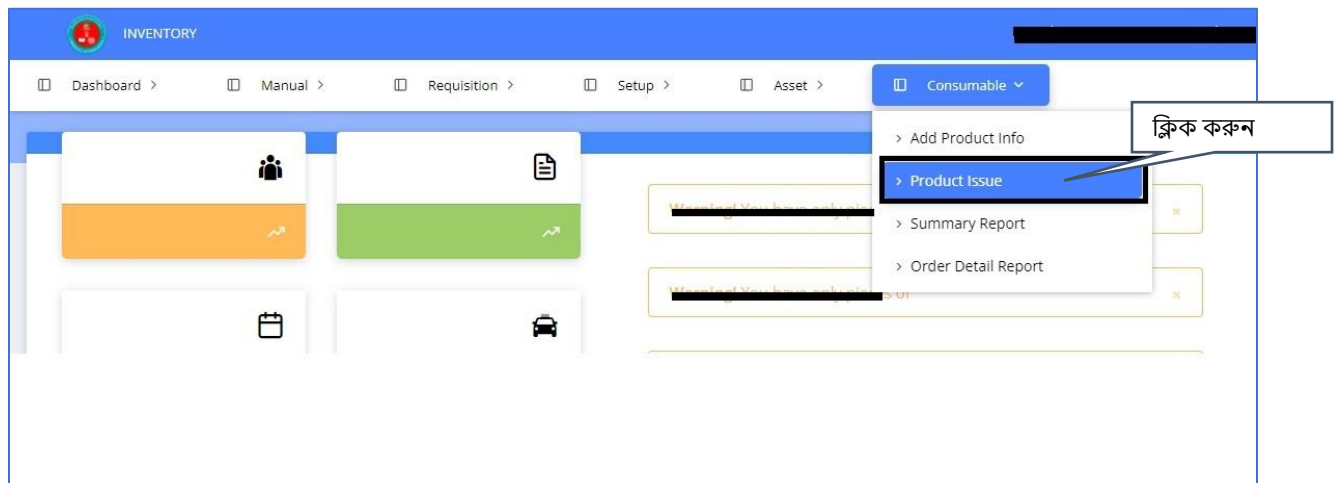 INVENTORY
Dashboard >
Manual >
Requisition >
Setup >
Asset >
Consumable
ক্লিক করুন
> Add Product Info
> Product Issue
> Summary Report
> Order Detail Report